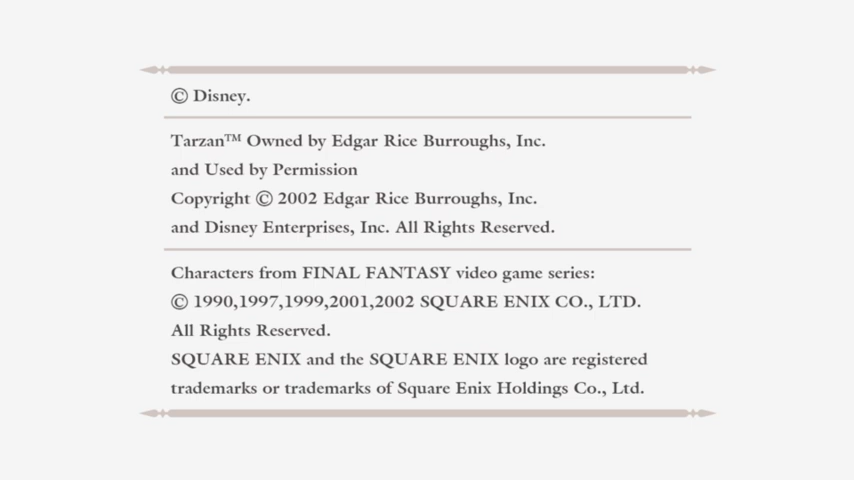 © Disney.
Tarzan™ Owned by Edgar Rice Burroughs, Inc.
and Used by Permission
Copyright © 2002 Edgar Rice Burroughs, Inc.
and Disney Enterprises, Inc. All Rights Reserved.
Characters from FINAL FANTASY video game series:
© 1990,1997,1999,2001,2002 SQUARE ENIX CO., LTD.
All Rights Reserved.
SQUARE ENIX and the SQUARE ENIX logo are registered
trademarks or trademarks of Square Enix Holdings Co., Ltd.